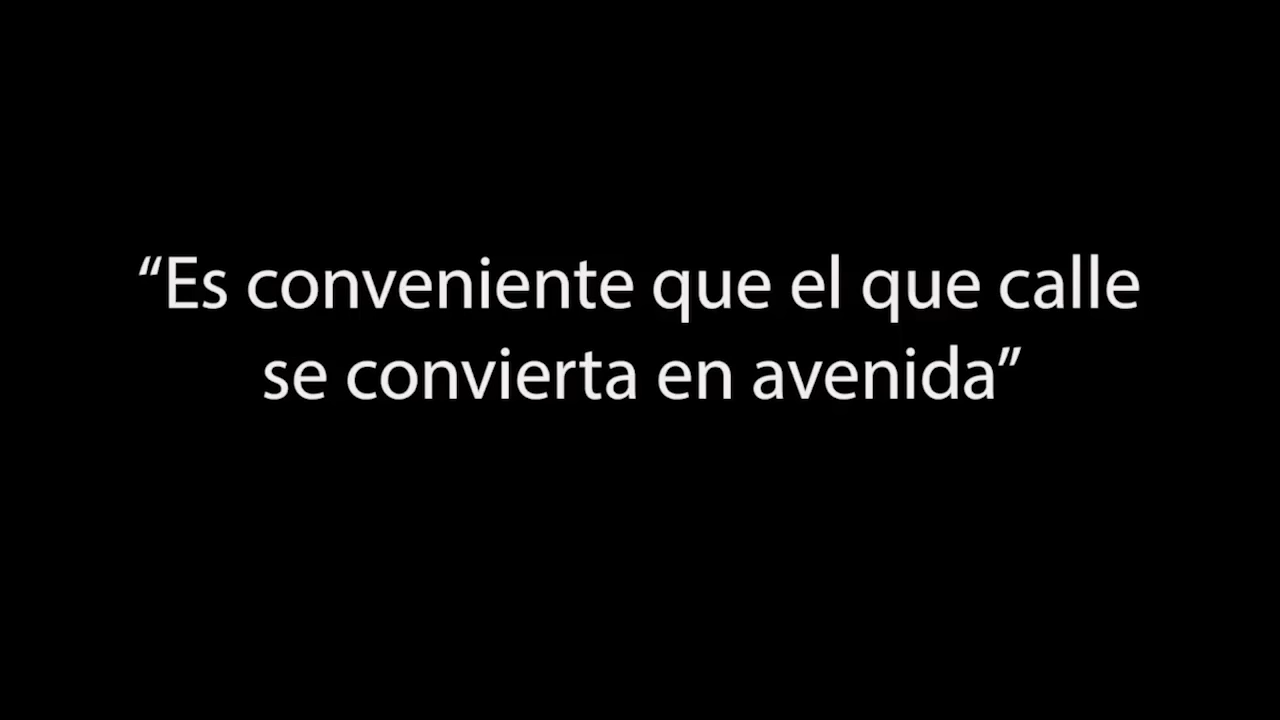 “Es conveniente que el que calle
se convierta en avenida”